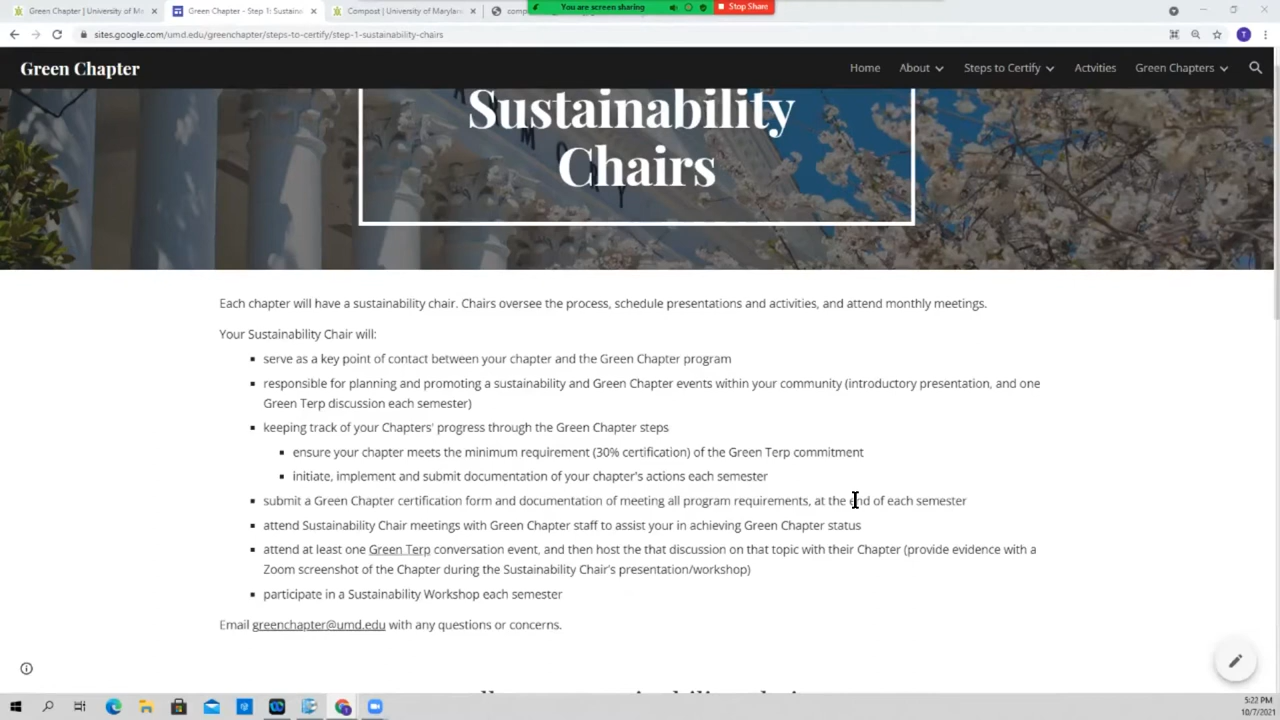 Green Chapter | University of M
Green Chapter - Step 1: Sustain
Compost | University of Marylan
comp
You are screen sharing
Stop Share
sites.google.com/umd.edu/greenchapter/steps-to-certify/step-1-sustainability-chairs
T
Green Chapter
Home About Steps to Certify Actvities Green Chapters
Sustainability
Chairs
Each chapter will have a sustainability chair. Chairs oversee the process, schedule presentations and activities, and attend monthly meetings.
Your Sustainability Chair will:
▪ serve as a key point of contact between your chapter and the Green Chapter program
▪ responsible for planning and promoting a sustainability and Green Chapter events within your community (introductory presentation, and one
Green Terp discussion each semester)
▪ keeping track of your Chapters' progress through the Green Chapter steps
▪ ensure your chapter meets the minimum requirement (30% certification) of the Green Terp commitment
▪ initiate, implement and submit documentation of your chapter's actions each semester
▪ submit a Green Chapter certification form and documentation of meeting all program requirements, at the end of each semester
▪ attend Sustainability Chair meetings with Green Chapter staff to assist your in achieving Green Chapter status
▪ attend at least one Green Terp conversation event, and then host the that discussion on that topic with their Chapter (provide evidence with a
Zoom screenshot of the Chapter during the Sustainability Chair's presentation/workshop)
▪ participate in a Sustainability Workshop each semester
Email greenchapter@umd.edu with any questions or concerns.
5:22 PM
10/7/2021